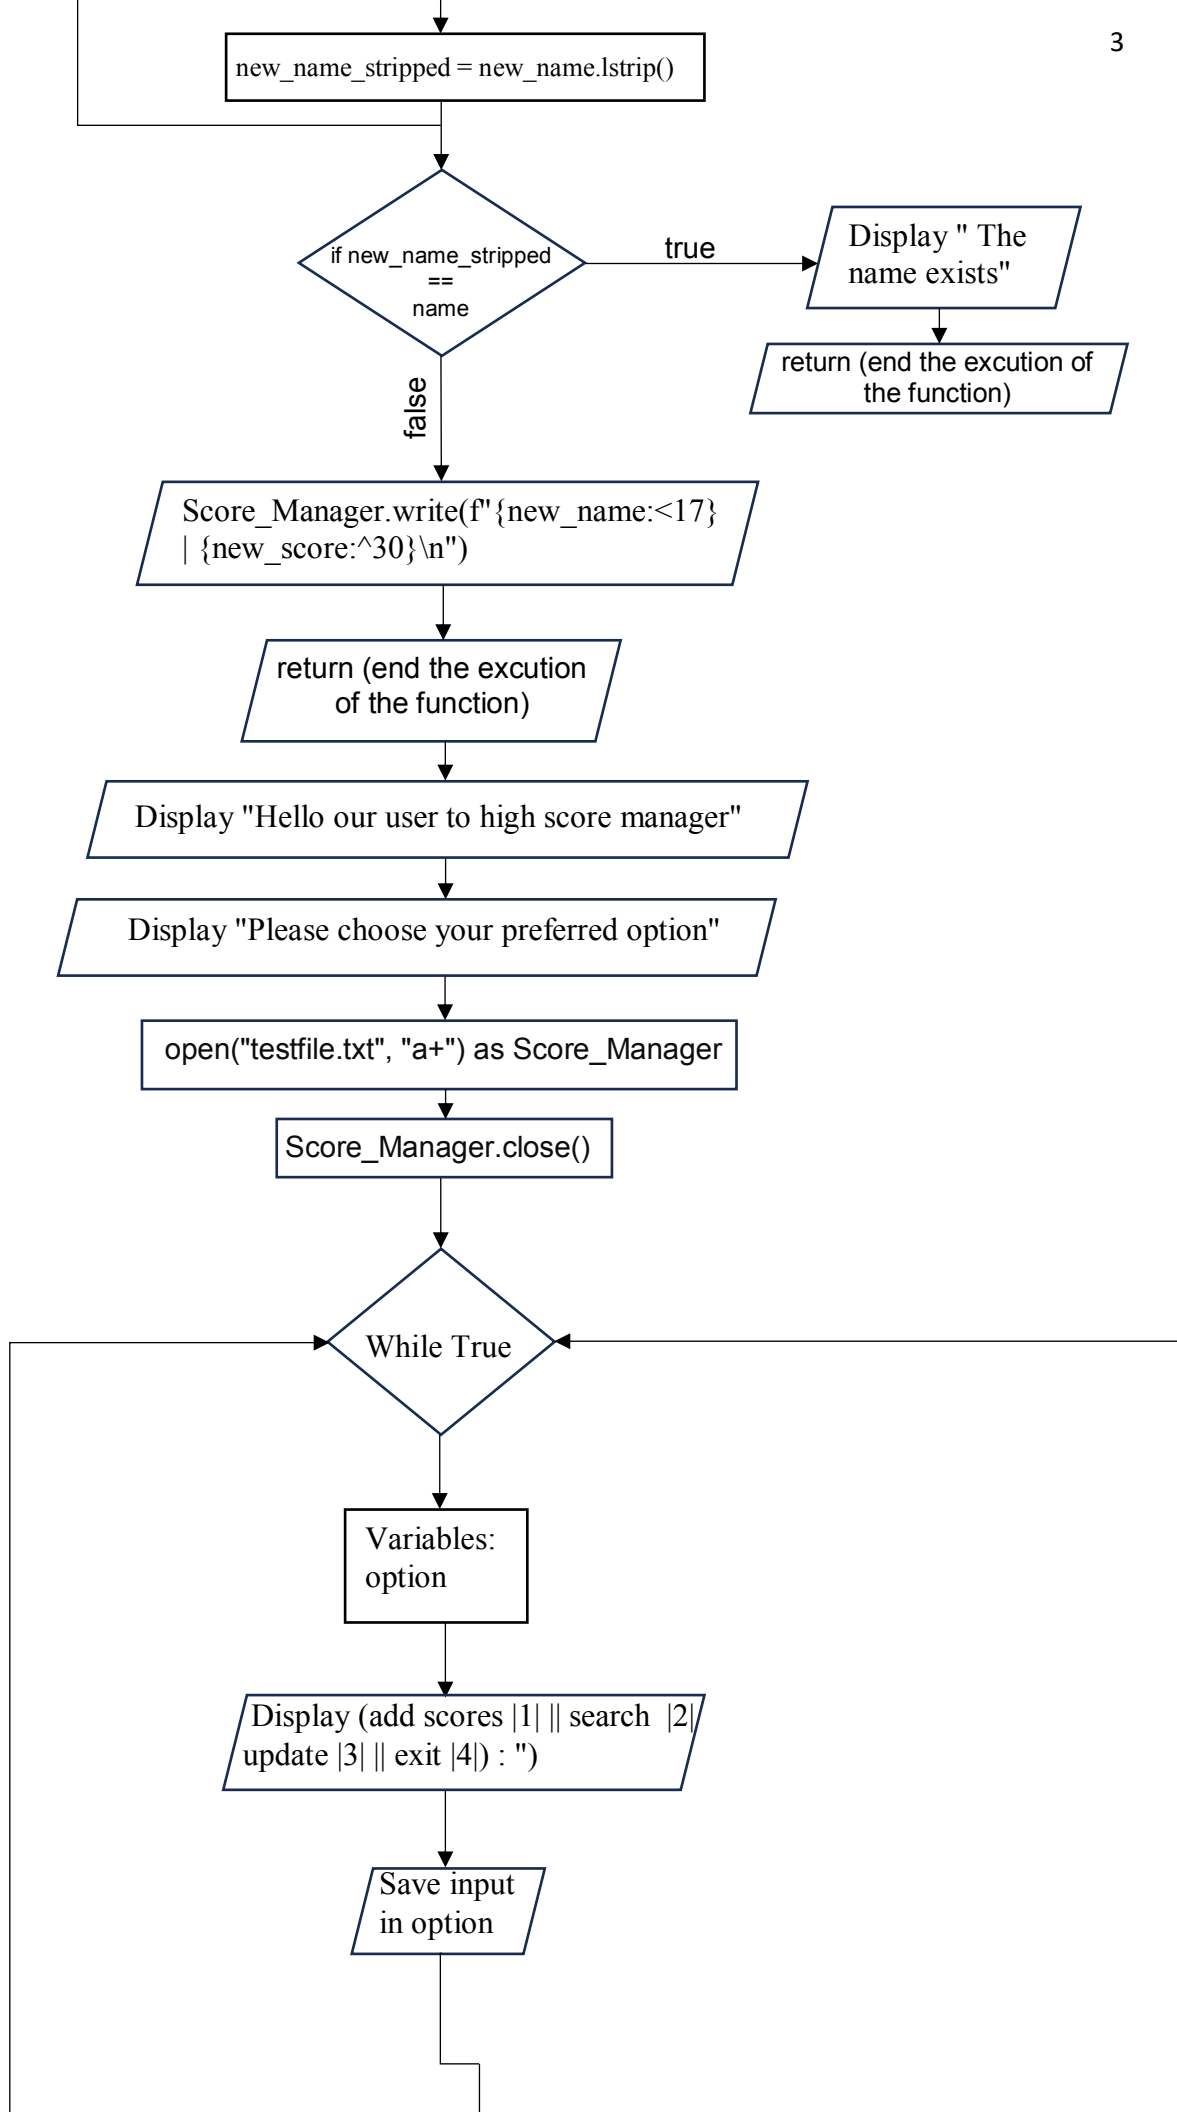 3
new_name_stripped = new_name.lstrip()
if new_name_stripped
==
name
true
Display " The
name exists"
return (end the excution of
the function)
false
Score_Manager.write(f"{new_name:<17}
| {new_score:^30}\n")
return (end the excution
of the function)
Display "Hello our user to high score manager"
Display "Please choose your preferred option"
open("testfile.txt", "a+") as Score_Manager
Score_Manager.close()
While True
Variables:
option
Display (add scores |1| || search |2|
update |3| || exit |4|) : ")
Save input
in option